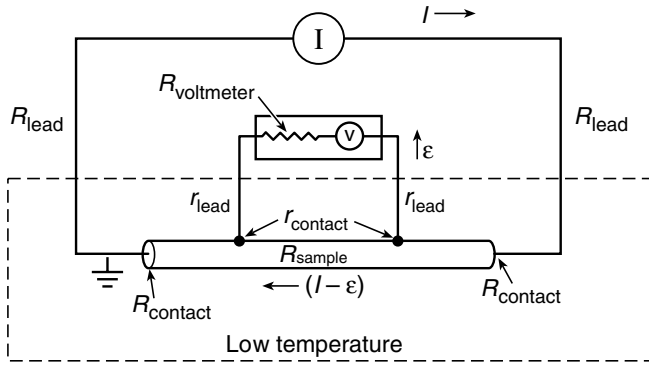 I
I
R_voltmeter
R_lead
R_lead
V
ε
r_lead
r_lead
r_contact
R_sample
(I – ε)
R_contact
R_contact
Low temperature